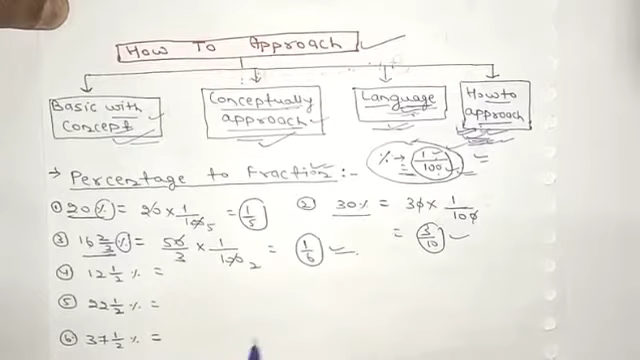 How To Approach
Basic with Concept
Conceptually approach
Language
How to approach
→ Percentage to Fraction :-
% → 1/100
① 20% = 20 × 1/100 5 = 1/5
② 30% = 30 × 1/100
= 3/10
③ 16 2/3 % = 50/3 × 1/100 2 = 1/6
④ 12 1/2 % =
⑤ 22 1/2 % =
⑥ 37 1/2 % =